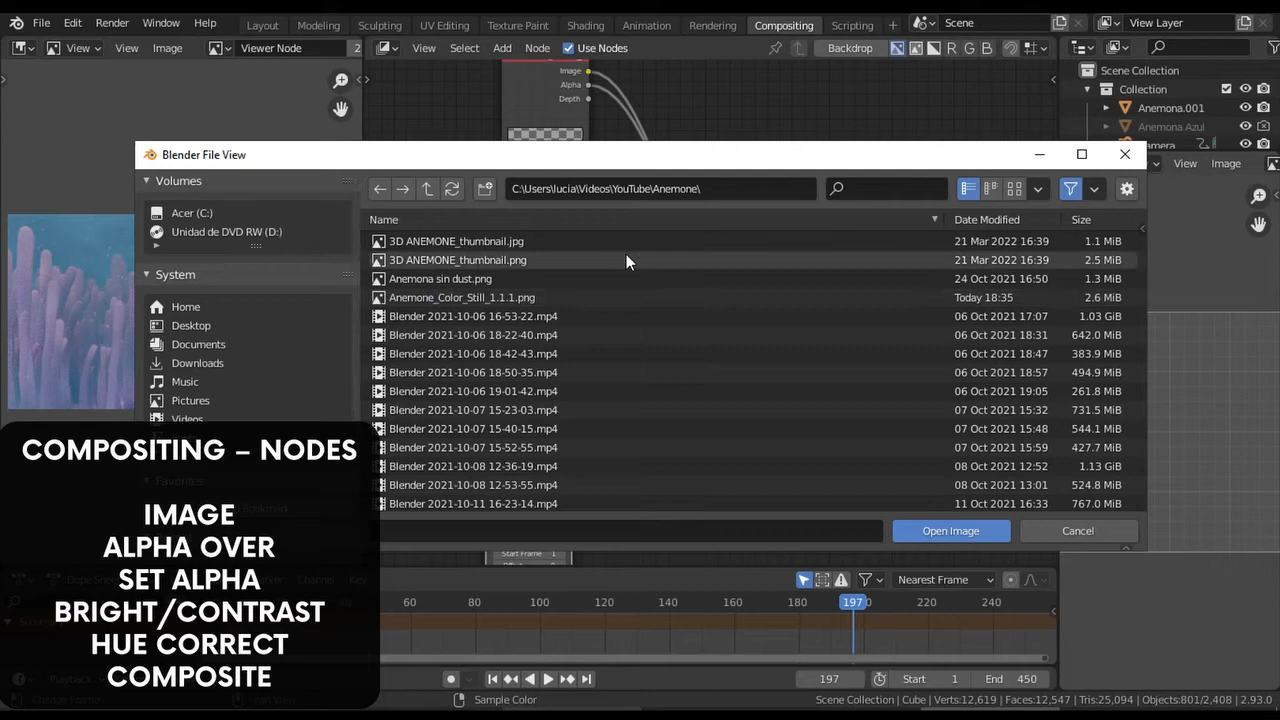 File Edit Render Window Help Layout Modeling Sculpting UV Editing Texture Paint Shading Animation Rendering Compositing Scripting + Scene View Layer
View View Image Viewer Node 2 View Select Add Node Use Nodes Backdrop R G B
Image
Alpha
Depth
Scene Collection
Collection
Anemona.001
Anemona Azul
View Image
Blender File View
Volumes
Acer (C:)
Unidad de DVD RW (D:)
System
Home
Desktop
Documents
Downloads
Music
Pictures
Videos
Favorites
C:\Users\lucia\Videos\YouTube\Anemone\
Name Date Modified Size
3D ANEMONE_thumbnail.jpg 21 Mar 2022 16:39 1.1 MiB
3D ANEMONE_thumbnail.png 21 Mar 2022 16:39 2.5 MiB
Anemona sin dust.png 24 Oct 2021 16:50 1.3 MiB
Anemone_Color_Still_1.1.1.png Today 18:35 2.6 MiB
Blender 2021-10-06 16-53-22.mp4 06 Oct 2021 17:07 1.03 GiB
Blender 2021-10-06 18-22-40.mp4 06 Oct 2021 18:31 642.0 MiB
Blender 2021-10-06 18-42-43.mp4 06 Oct 2021 18:47 383.9 MiB
Blender 2021-10-06 18-50-35.mp4 06 Oct 2021 18:57 494.9 MiB
Blender 2021-10-06 19-01-42.mp4 06 Oct 2021 19:05 261.8 MiB
Blender 2021-10-07 15-23-03.mp4 07 Oct 2021 15:32 731.5 MiB
Blender 2021-10-07 15-40-15.mp4 07 Oct 2021 15:48 544.1 MiB
Blender 2021-10-07 15-52-55.mp4 07 Oct 2021 15:59 427.7 MiB
Blender 2021-10-08 12-36-19.mp4 08 Oct 2021 12:52 1.13 GiB
Blender 2021-10-08 12-53-55.mp4 08 Oct 2021 13:01 524.8 MiB
Blender 2021-10-11 16-23-14.mp4 11 Oct 2021 16:33 767.0 MiB
Open Image Cancel
COMPOSITING – NODES
IMAGE
ALPHA OVER
SET ALPHA
BRIGHT/CONTRAST
HUE CORRECT
COMPOSITE
Start Frame 1
Nearest Frame
60 80 100 120 140 160 180 197 220 240
Playback
197 Start 1 End 450
Sample Color Scene Collection | Cube | Verts:12,619 | Faces:12,547 | Tris:25,094 | Objects:801/2,408 | 2.93.0